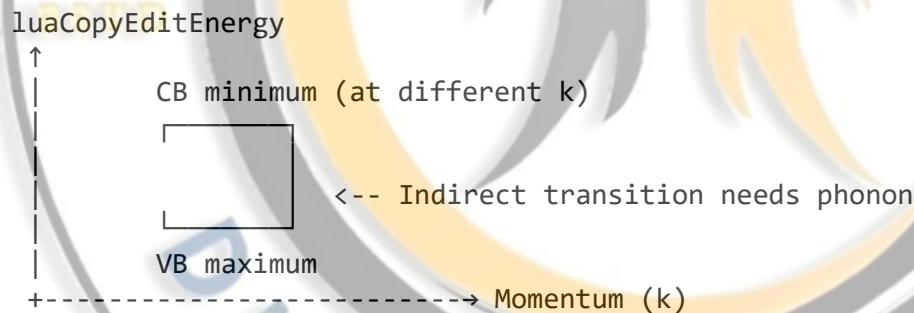 luaCopyEditEnergy
↑
│ CB minimum (at different k)
│ ┌───────┐
│ │
│ │ <-- Indirect transition needs phonon
│ └───────┘
│ VB maximum
+---------------------------→ Momentum (k)